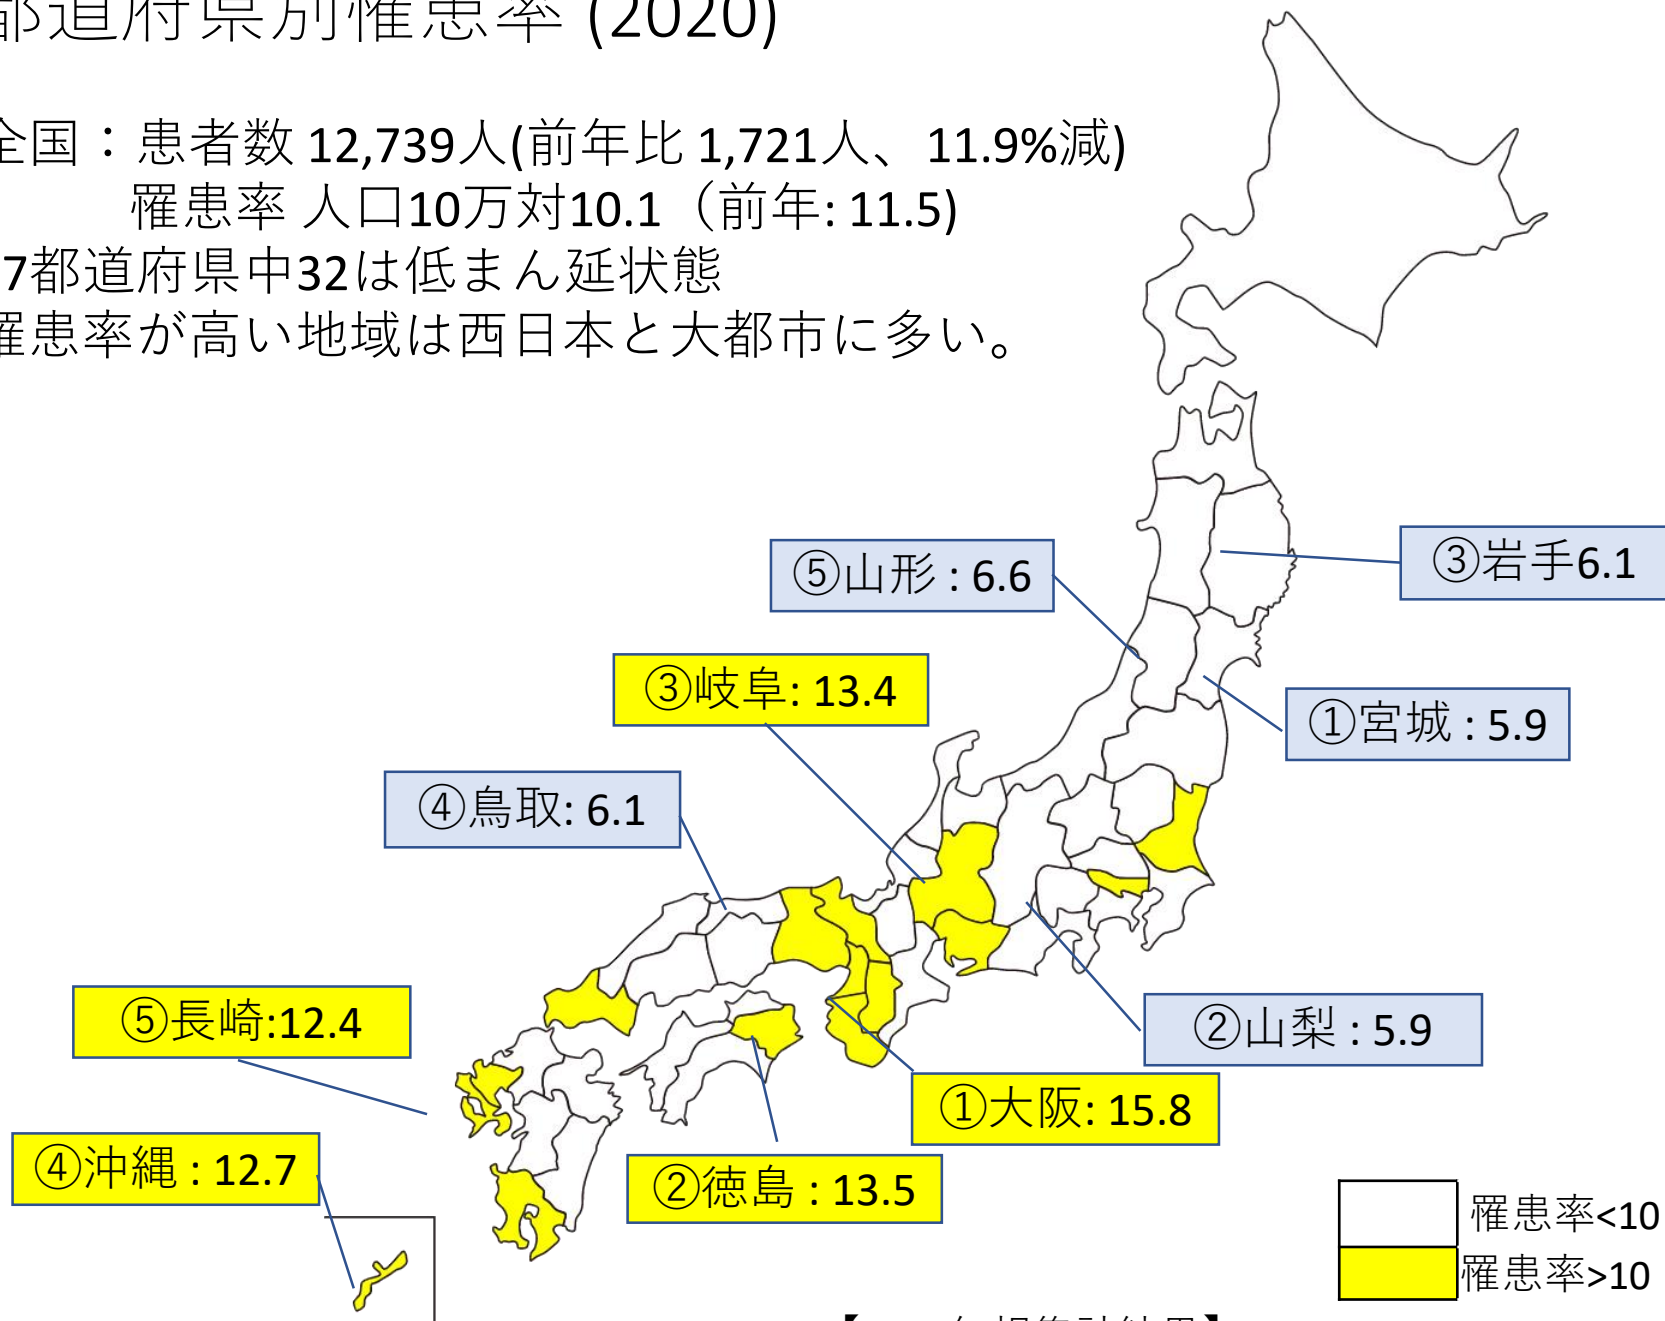 都道府県別罹患率 (2020)
全国：患者数 12,739人(前年比 1,721人、11.9%減)
罹患率 人口10万対10.1（前年: 11.5)
7都道府県中32は低まん延状態
罹患率が高い地域は西日本と大都市に多い。
⑤山形 : 6.6
③岩手6.1
③岐阜: 13.4
①宮城 : 5.9
④鳥取: 6.1
⑤長崎:12.4
②山梨 : 5.9
①大阪: 15.8
④沖縄 : 12.7
②徳島 : 13.5
罹患率<10
罹患率>10